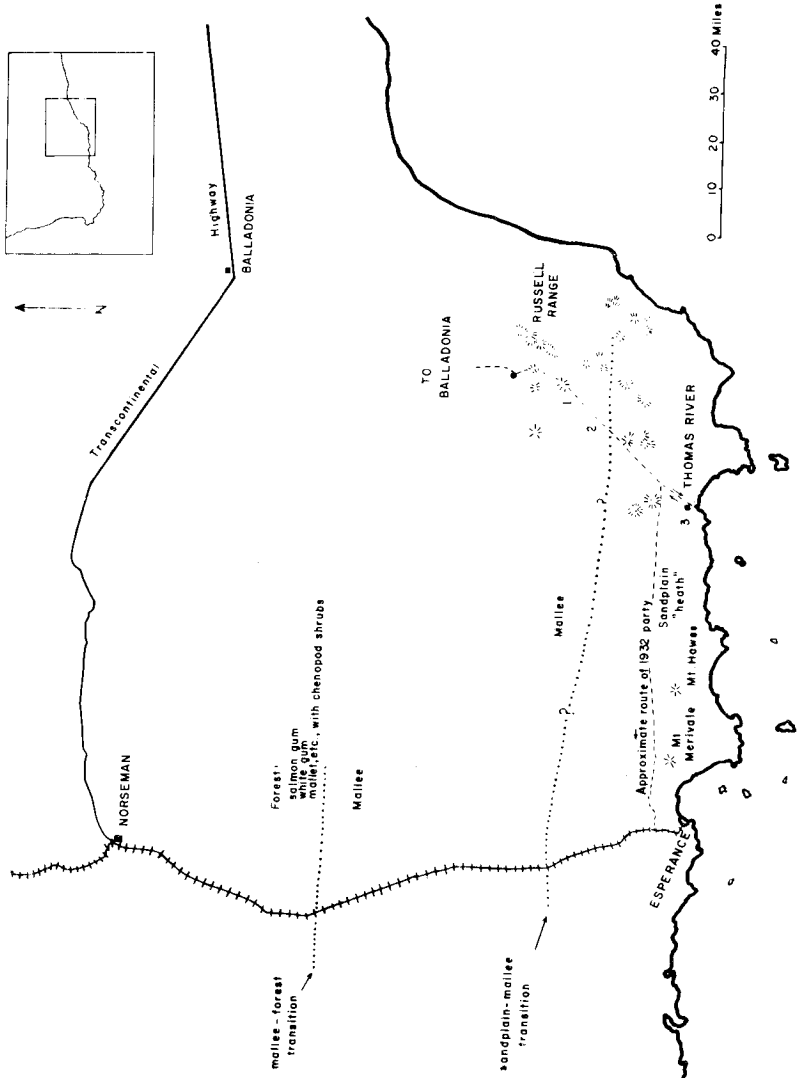 Transcontinental
Highway
BALLADONIA
N
NORSEMAN
Forest:
salmon gum
white gum
mallet, etc., with chenopod shrubs
Mallee
mallee-forest
transition
TO
BALLADONIA
RUSSELL
RANGE
1
2
3
Mallee
?
?
sandplain-mallee
transition
Approximate route of 1932 party
Sandplain
"heath"
THOMAS RIVER
Mt
Merivale
Mt Hawes
ESPERANCE
0 10 20 30 40 Miles